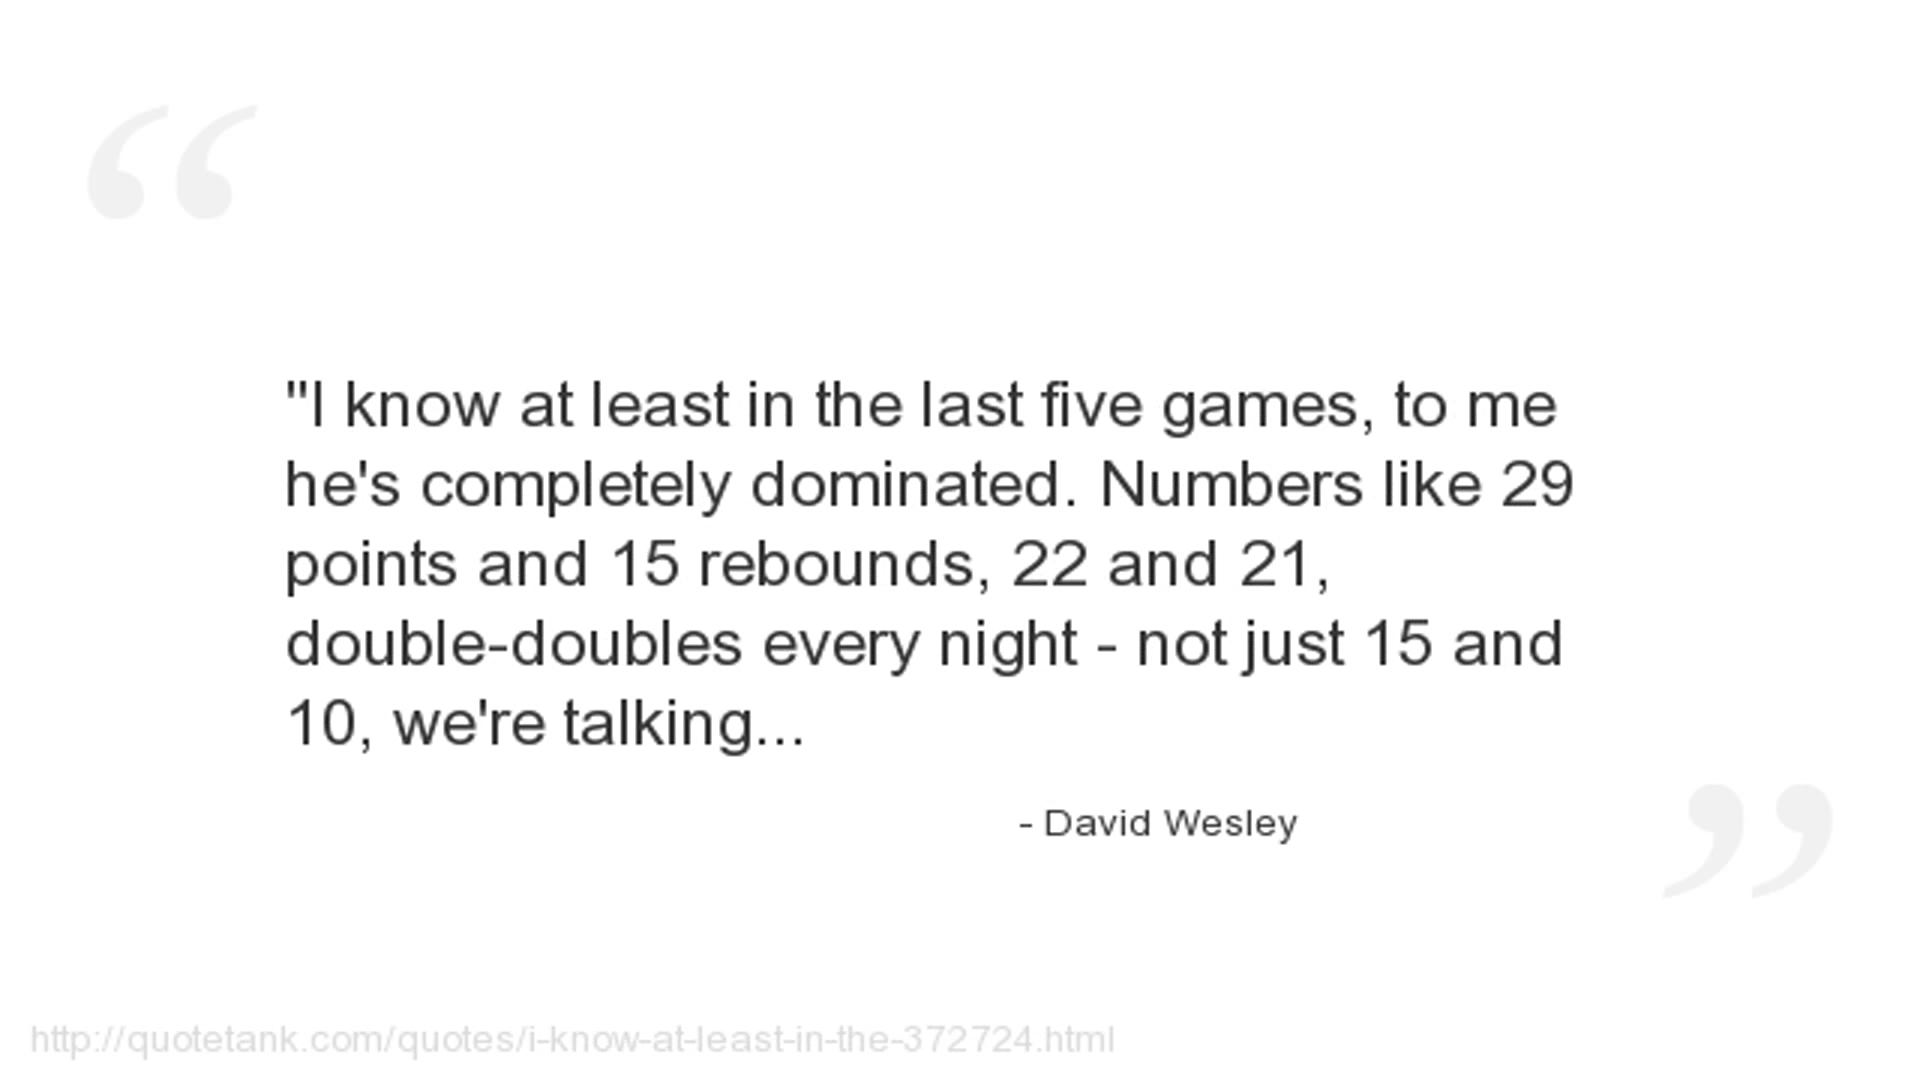 "I know at least in the last five games, to me
he's completely dominated. Numbers like 29
points and 15 rebounds, 22 and 21,
double-doubles every night - not just 15 and
10, we're talking...
- David Wesley
http://quotetank.com/quotes/i-know-at-least-in-the-372724.html